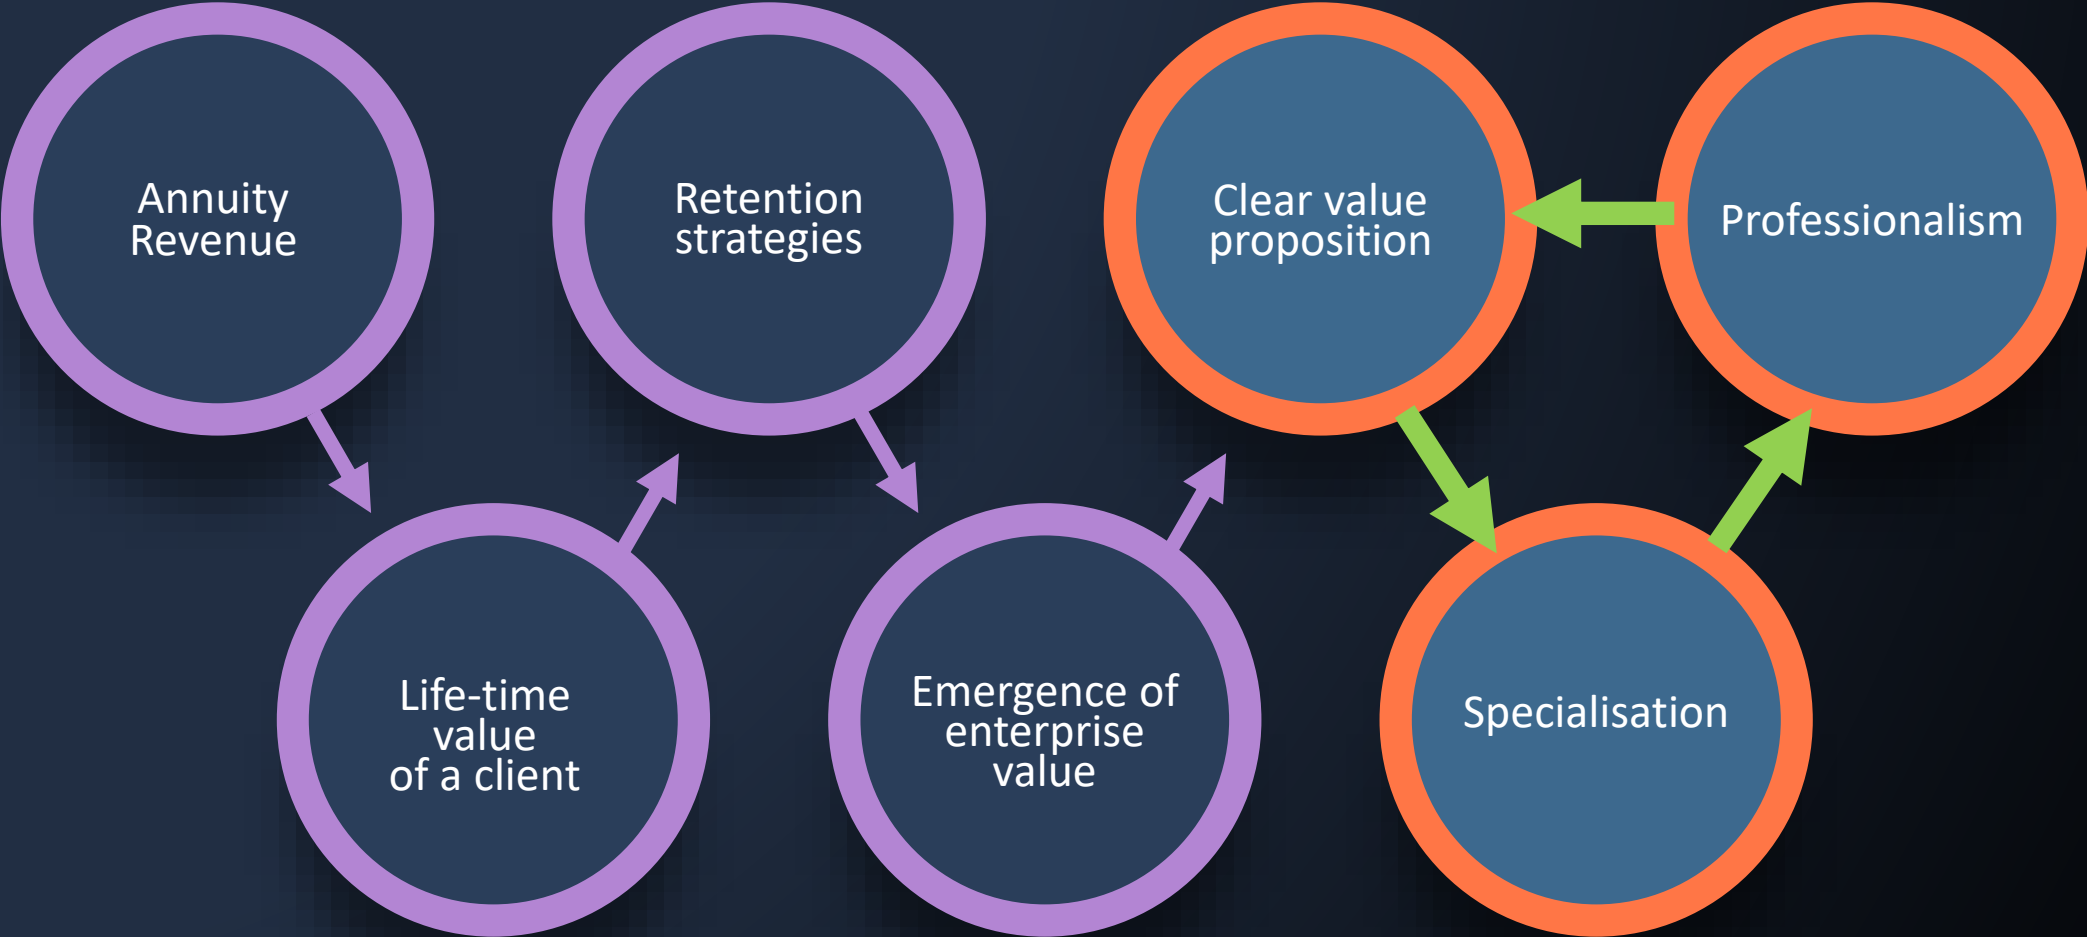 Annuity
Revenue
Life-time
value
of a client
Retention
strategies
Emergence of
enterprise
value
Clear value
proposition
Specialisation
Professionalism